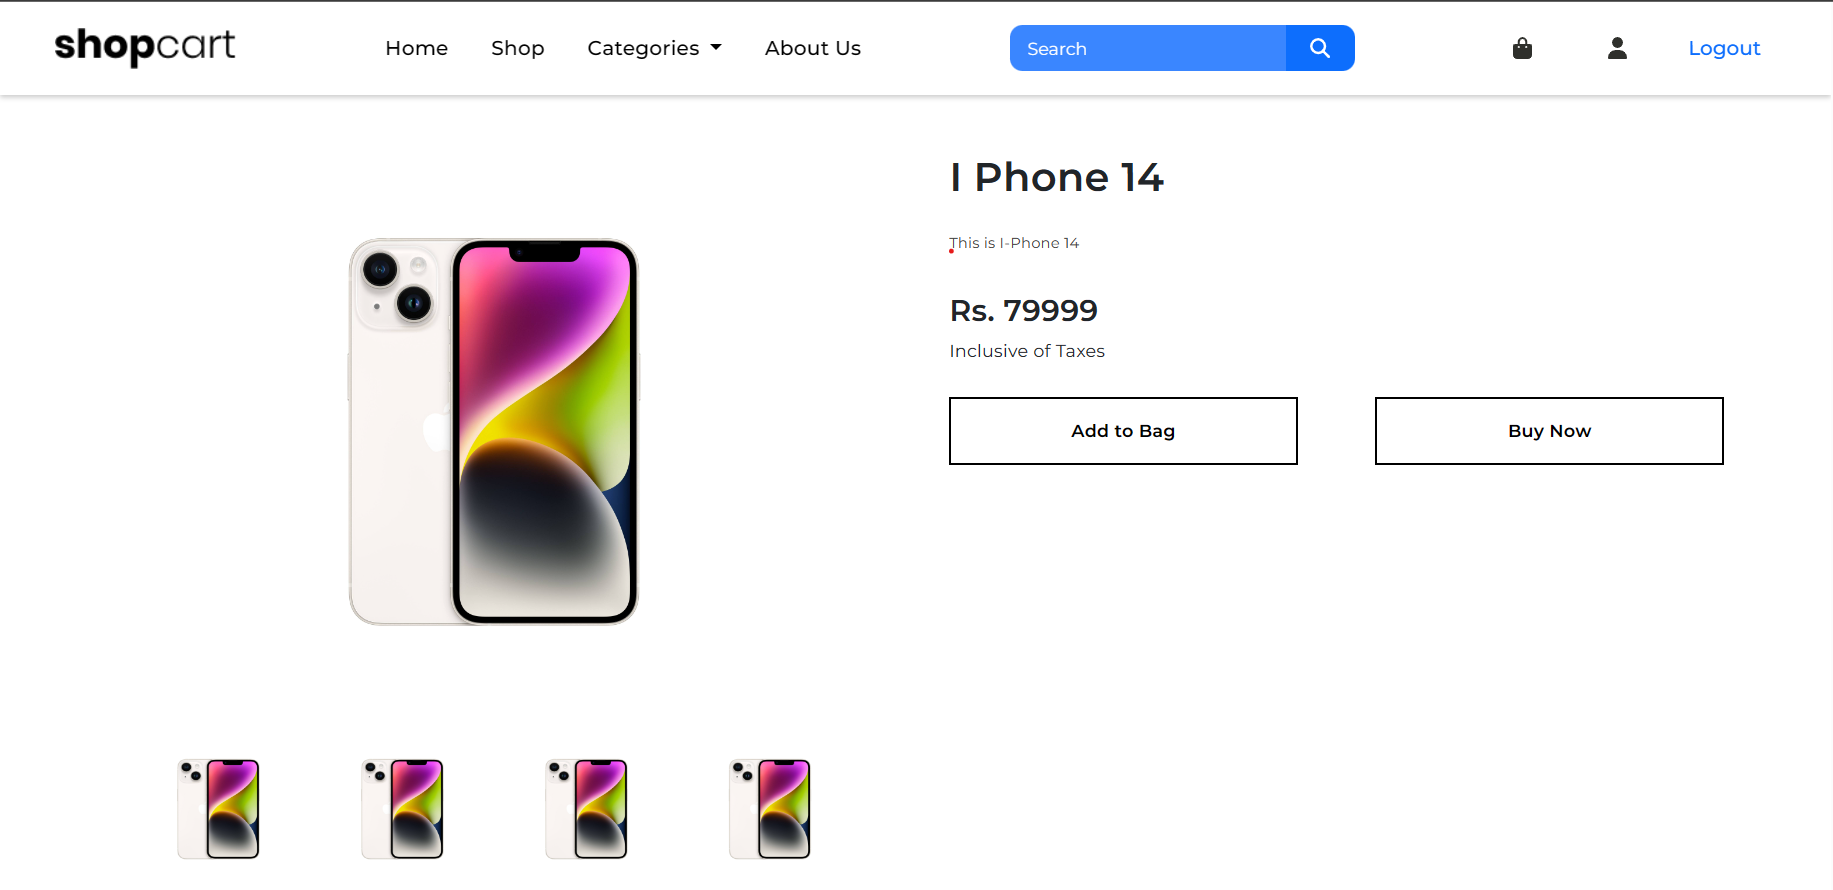 shopcart
Home Shop Categories About Us
Search
Logout
I Phone 14
This is I-Phone 14
Rs. 79999
Inclusive of Taxes
Add to Bag
Buy Now